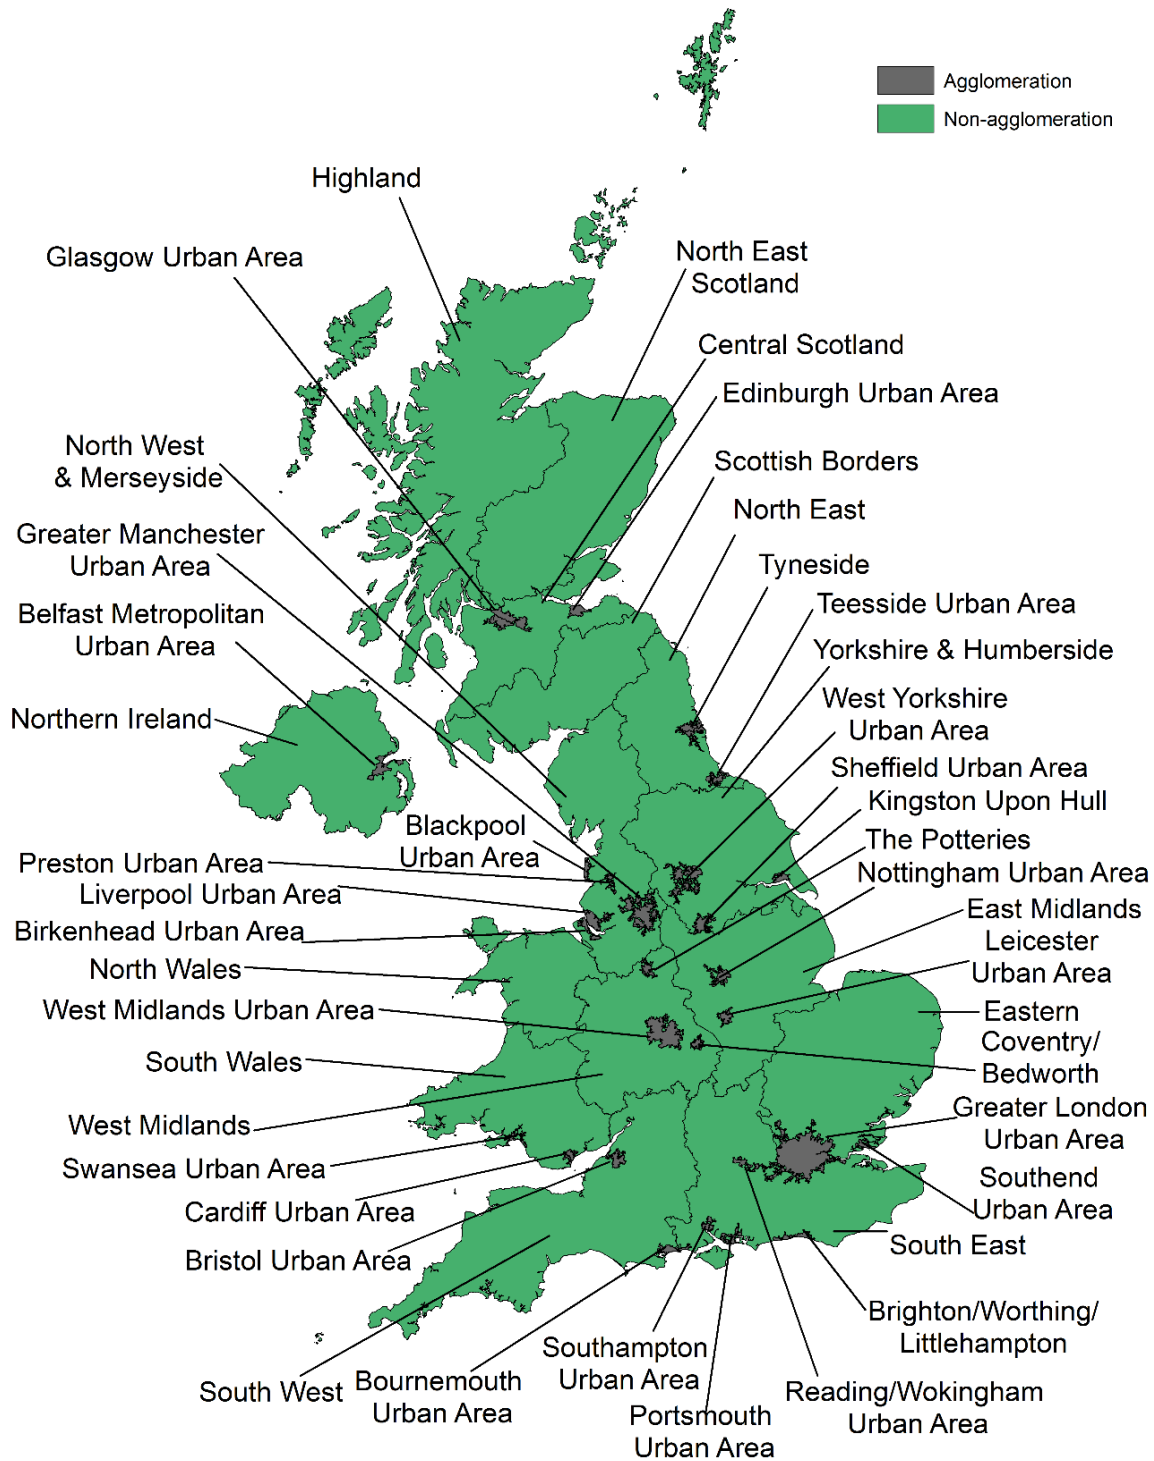 Agglomeration
Non-agglomeration
Highland
Glasgow Urban Area
North East
Scotland
Central Scotland
Edinburgh Urban Area
North West
& Merseyside
Scottish Borders
North East
Greater Manchester
Urban Area
Tyneside
Belfast Metropolitan
Urban Area
Teesside Urban Area
Yorkshire & Humberside
West Yorkshire
Urban Area
Northern Ireland
Sheffield Urban Area
Kingston Upon Hull
Blackpool
Urban Area
The Potteries
Preston Urban Area
Nottingham Urban Area
Liverpool Urban Area
East Midlands
Birkenhead Urban Area
Leicester
Urban Area
North Wales
West Midlands Urban Area
Eastern
Coventry/
Bedworth
South Wales
Greater London
Urban Area
West Midlands
Swansea Urban Area
Southend
Urban Area
Cardiff Urban Area
South East
Bristol Urban Area
Brighton/Worthing/
Littlehampton
Southampton
Urban Area
South West
Bournemouth
Urban Area
Reading/Wokingham
Urban Area
Portsmouth
Urban Area